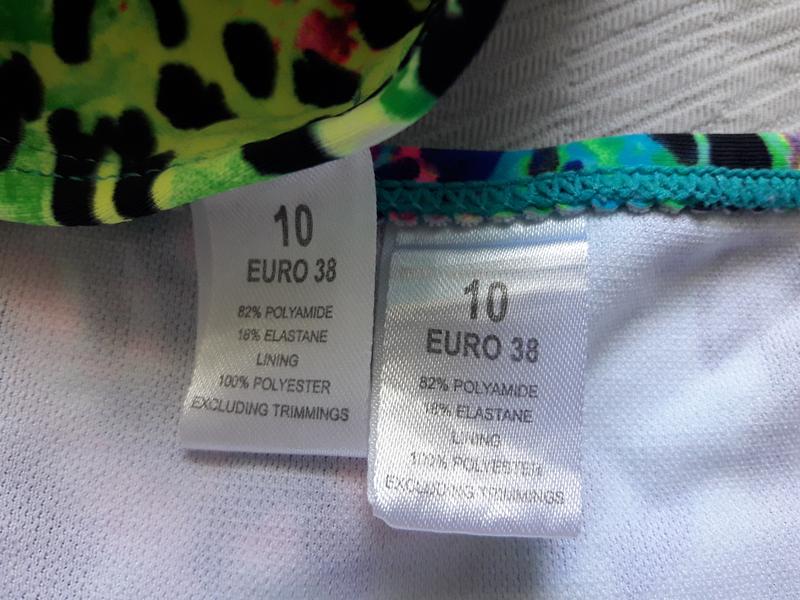 10
EURO 38
82% POLYAMIDE
18% ELASTANE
LINING
100% POLYESTER
EXCLUDING TRIMMINGS
10
EURO 38
82% POLYAMIDE
18% ELASTANE
LINING
100% POLYESTER
EXCLUDING TRIMMINGS